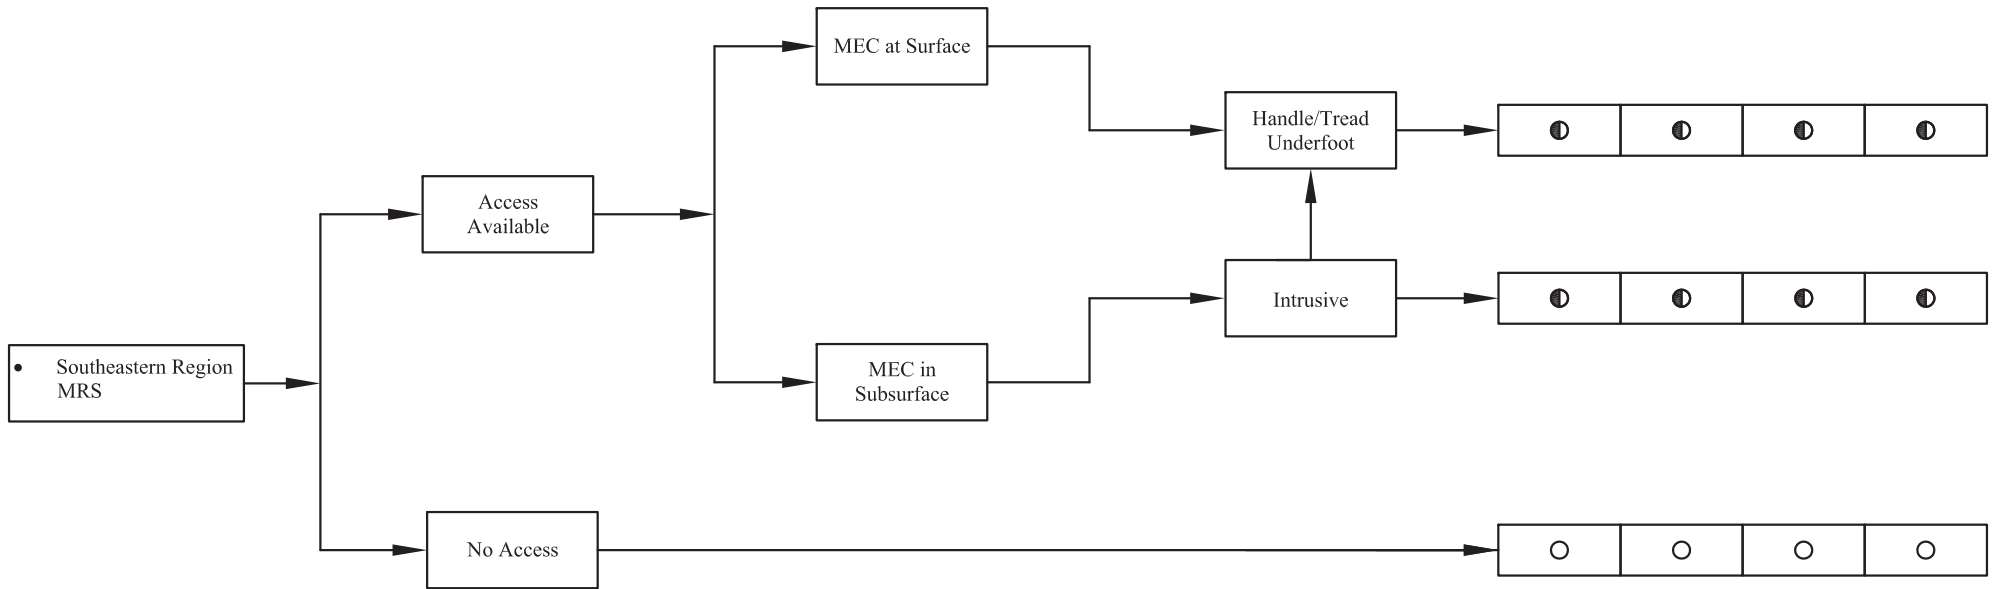 MEC at Surface
Handle/Tread
Underfoot
Access
Available
Intrusive
• Southeastern Region
MRS
MEC in
Subsurface
No Access